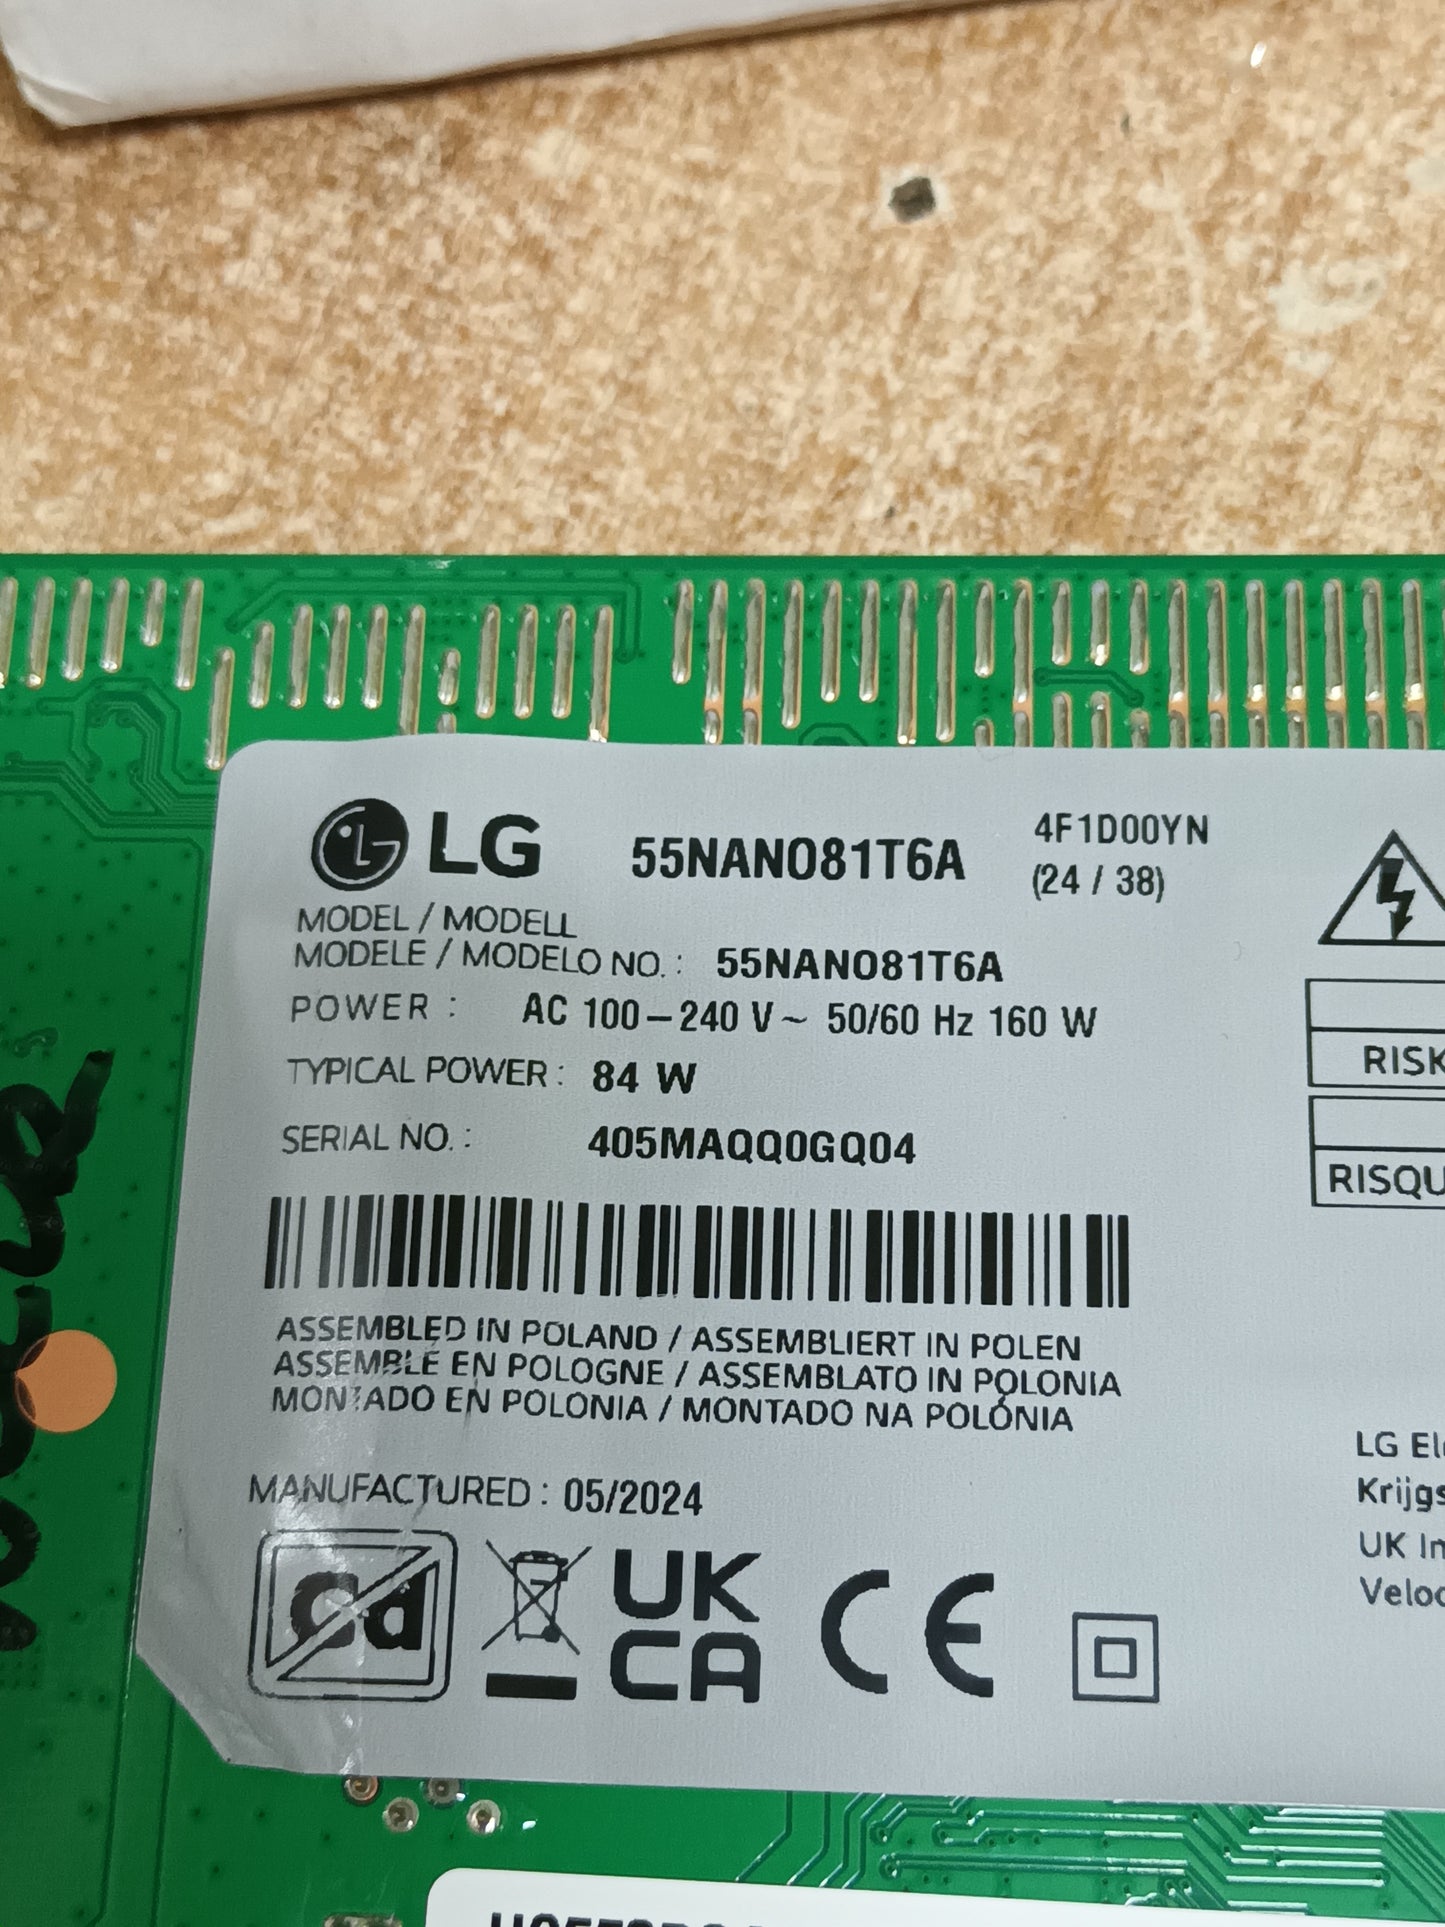 LG 55NANO81T6A 4F1D00YN
(24 / 38)
MODEL / MODELL
MODELE / MODELO NO. : 55NANO81T6A
POWER : AC 100-240 V~ 50/60 Hz 160 W
TYPICAL POWER : 84 W
SERIAL NO. : 405MAQQ0GQ04
RISK
RISQU
ASSEMBLED IN POLAND / ASSEMBLIERT IN POLEN
ASSEMBLÉ EN POLOGNE / ASSEMBLATO IN POLONIA
MONTADO EN POLONIA / MONTADO NA POLÓNIA
MANUFACTURED : 05/2024
LG El
Krijgs
UK Im
Veloc
Cd
UK
CA
CE